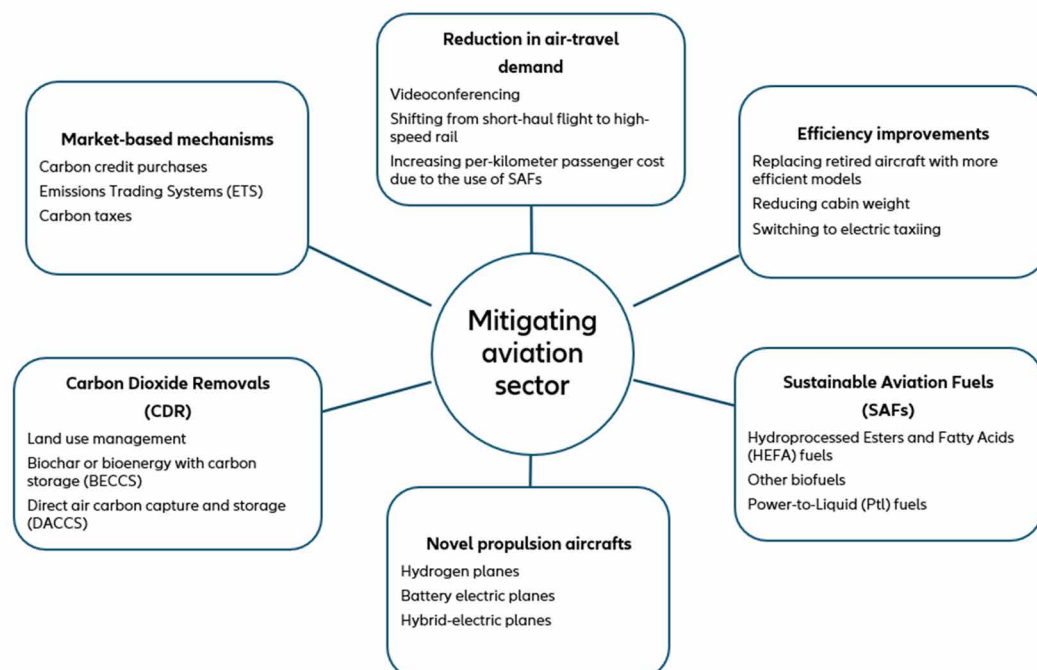 Reduction in air-travel
demand
Videoconferencing
Shifting from short-haul flight to high-
speed rail
Increasing per-kilometer passenger cost
due to the use of SAFs
Market-based mechanisms
Carbon credit purchases
Emissions Trading Systems (ETS)
Carbon taxes
Efficiency improvements
Replacing retired aircraft with more
efficient models
Reducing cabin weight
Switching to electric taxiing
Mitigating
aviation
sector
Carbon Dioxide Removals
(CDR)
Land use management
Biochar or bioenergy with carbon
storage (BECCS)
Direct air carbon capture and storage
(DACCS)
Sustainable Aviation Fuels
(SAFs)
Hydroprocessed Esters and Fatty Acids
(HEFA) fuels
Other biofuels
Power-to-Liquid (Ptl) fuels
Novel propulsion aircrafts
Hydrogen planes
Battery electric planes
Hybrid-electric planes